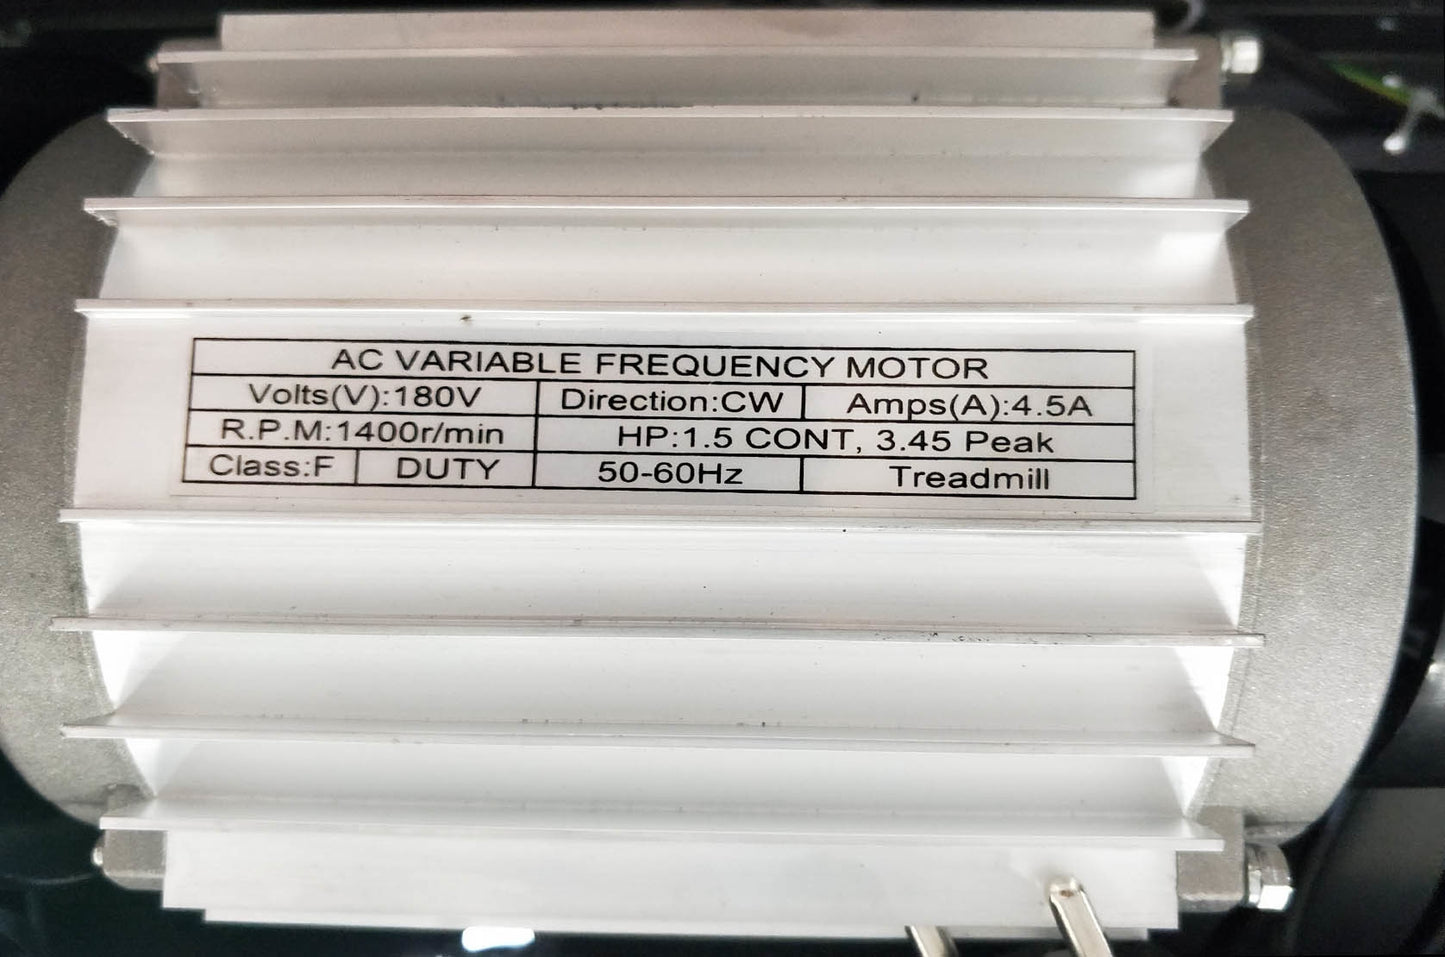 AC VARIABLE FREQUENCY MOTOR
Volts(V):180V Direction:CW Amps(A):4.5A
R.P.M:1400r/min HP:1.5 CONT, 3.45 Peak
Class:F DUTY 50-60Hz Treadmill